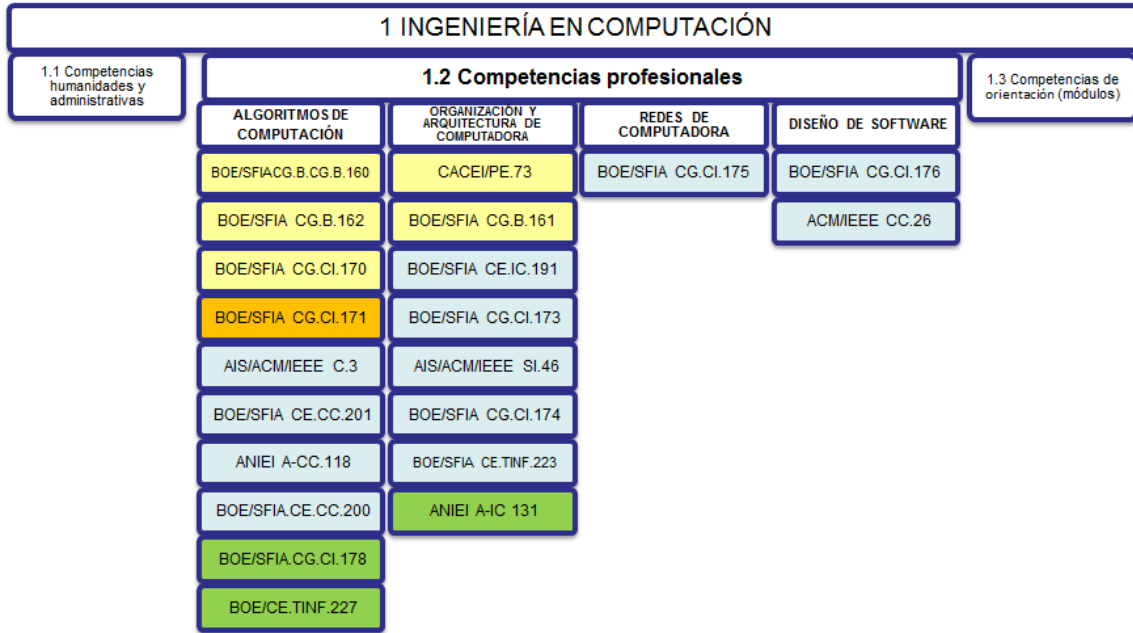 1 INGENIERÍA EN COMPUTACIÓN
1.1 Competencias
humanidades y
administrativas
1.2 Competencias profesionales
1.3 Competencias de
orientación (módulos)
ALGORITMOS DE
COMPUTACIÓN
ORGANIZACIÓN Y
ARQUITECTURA DE
COMPUTADORA
REDES DE
COMPUTADORA
DISEÑO DE SOFTWARE
BOE/SFIACG.B.CG.B.160
CACEI/PE.73
BOE/SFIA CG.CI.175
BOE/SFIA CG.CI.176
BOE/SFIA CG.B.162
BOE/SFIA CG.B.161
ACM/IEEE CC.26
BOE/SFIA CG.CI.170
BOE/SFIA CE.IC.191
BOE/SFIA CG.CI.171
BOE/SFIA CG.CI.173
AIS/ACM/IEEE C.3
AIS/ACM/IEEE SI.46
BOE/SFIA CE.CC.201
BOE/SFIA CG.CI.174
ANIEI A-CC.118
BOE/SFIA CE.TINF.223
BOE/SFIA.CE.CC.200
ANIEI A-IC 131
BOE/SFIA.CG.CI.178
BOE/CE.TINF.227